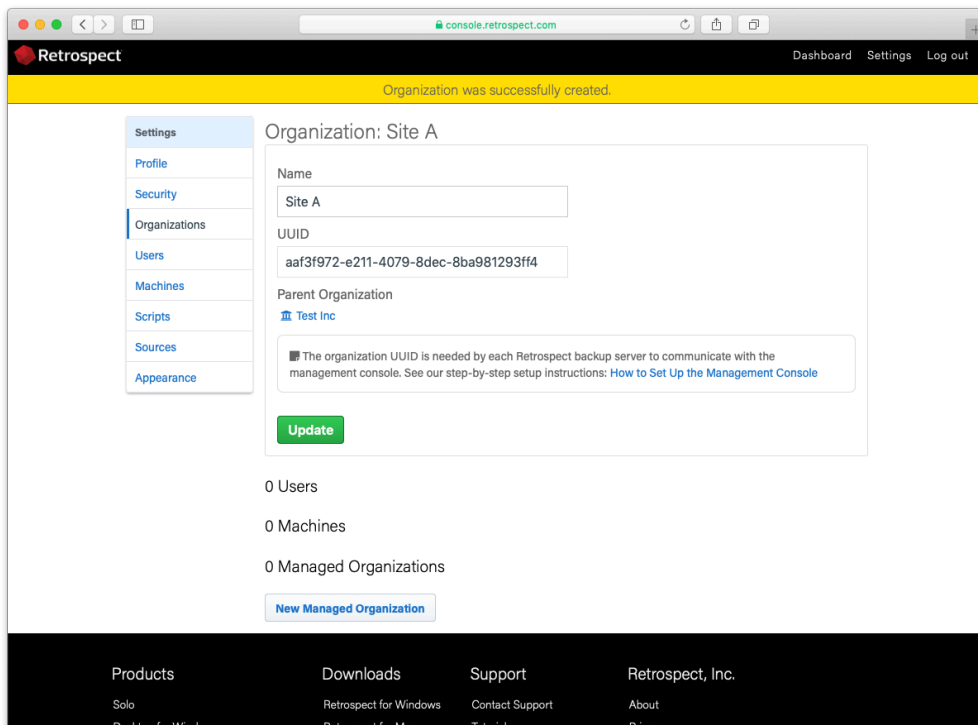 console.retrospect.com
Retrospect
Dashboard Settings Log out
Organization was successfully created.
Settings
Profile
Security
Organizations
Users
Machines
Scripts
Sources
Appearance
Organization: Site A
Name
Site A
UUID
aaf3f972-e211-4079-8dec-8ba981293ff4
Parent Organization
Test Inc
The organization UUID is needed by each Retrospect backup server to communicate with the
management console. See our step-by-step setup instructions: How to Set Up the Management Console
Update
0 Users
0 Machines
0 Managed Organizations
New Managed Organization
Products Downloads Support Retrospect, Inc.
Solo Retrospect for Windows Contact Support About